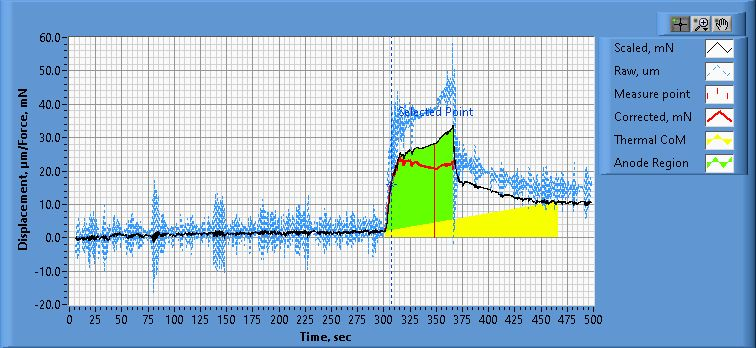 Scaled, mN
Raw, um
Measure point
Corrected, mN
Thermal CoM
Anode Region
Displacement, µm/Force, mN
60.0
50.0
40.0
30.0
20.0
10.0
0.0
-10.0
-20.0
Selected Point
0 25 50 75 100 125 150 175 200 225 250 275 300 325 350 375 400 425 450 475 500
Time, sec